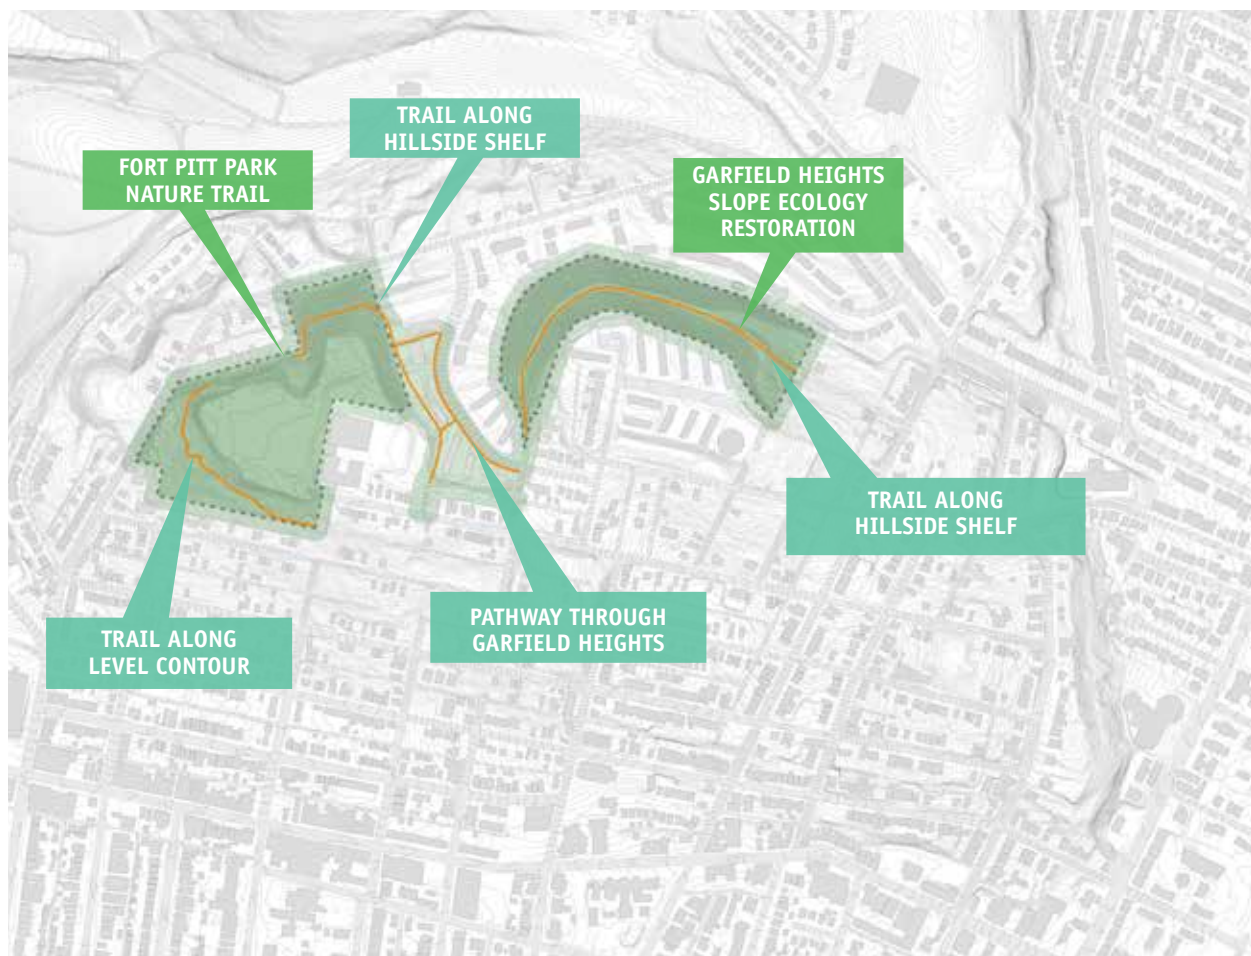 TRAIL ALONG
HILLSIDE SHELF
FORT PITT PARK
NATURE TRAIL
GARFIELD HEIGHTS
SLOPE ECOLOGY
RESTORATION
TRAIL ALONG
HILLSIDE SHELF
PATHWAY THROUGH
GARFIELD HEIGHTS
TRAIL ALONG
LEVEL CONTOUR